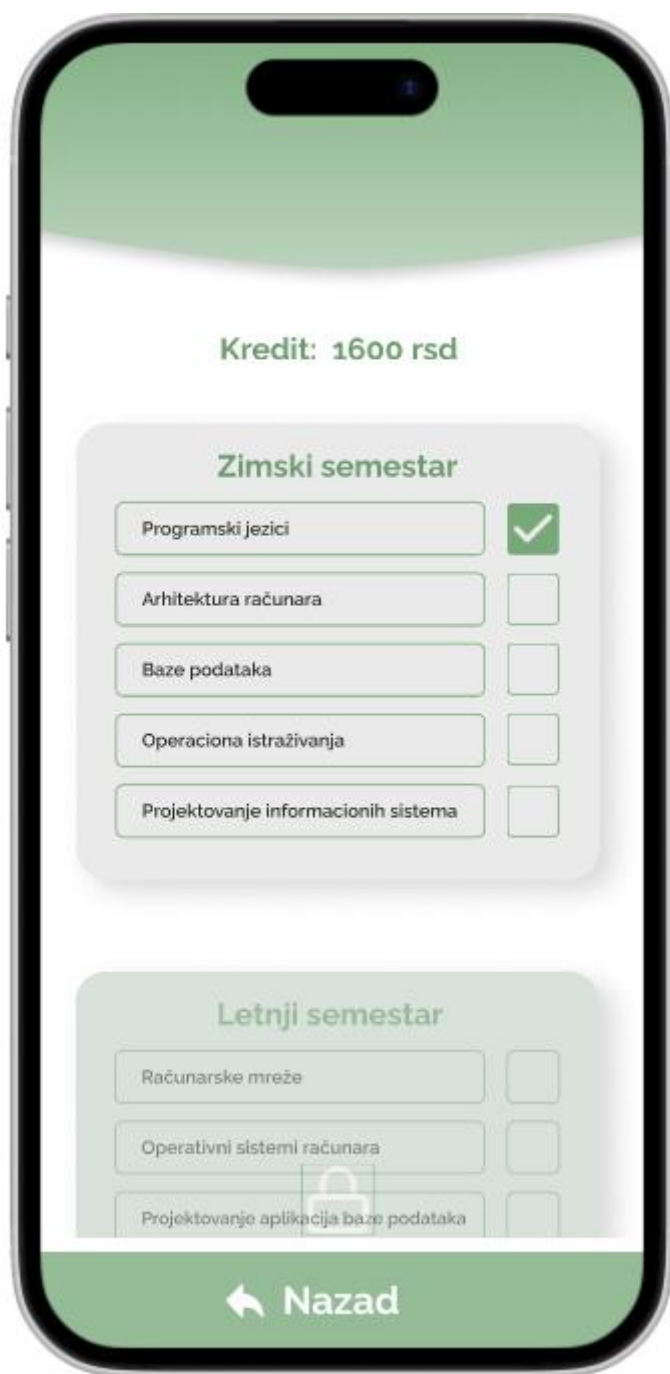 Kredit: 1600 rsd
Zimski semestar
Programski jezici
Arhitektura računara
Baze podataka
Operaciona istraživanja
Projektovanje informacionih sistema
Letnji semestar
Računarske mreže
Operativni sistemi računara
Projektovanje aplikacija baze podataka
Nazad